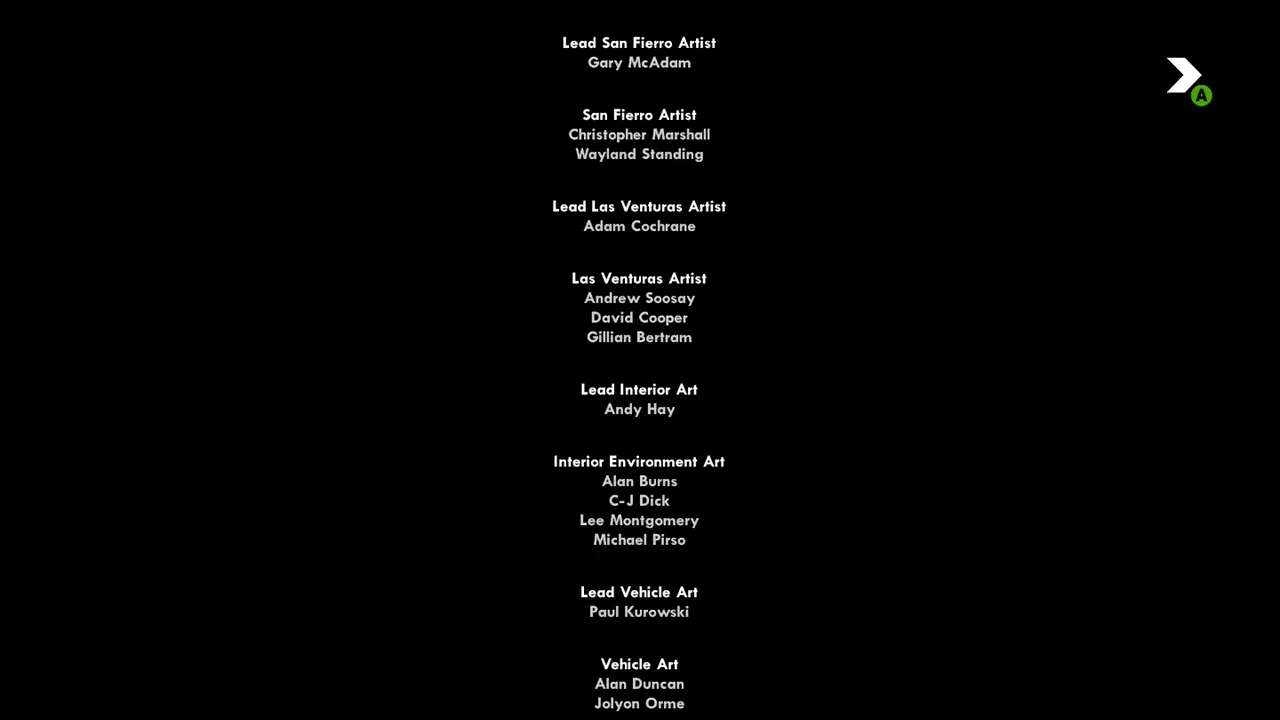 Lead San Fierro Artist
Gary McAdam
San Fierro Artist
Christopher Marshall
Wayland Standing
Lead Las Venturas Artist
Adam Cochrane
Las Venturas Artist
Andrew Soosay
David Cooper
Gillian Bertram
Lead Interior Art
Andy Hay
Interior Environment Art
Alan Burns
C-J Dick
Lee Montgomery
Michael Pirso
Lead Vehicle Art
Paul Kurowski
Vehicle Art
Alan Duncan
Jolyon Orme
A